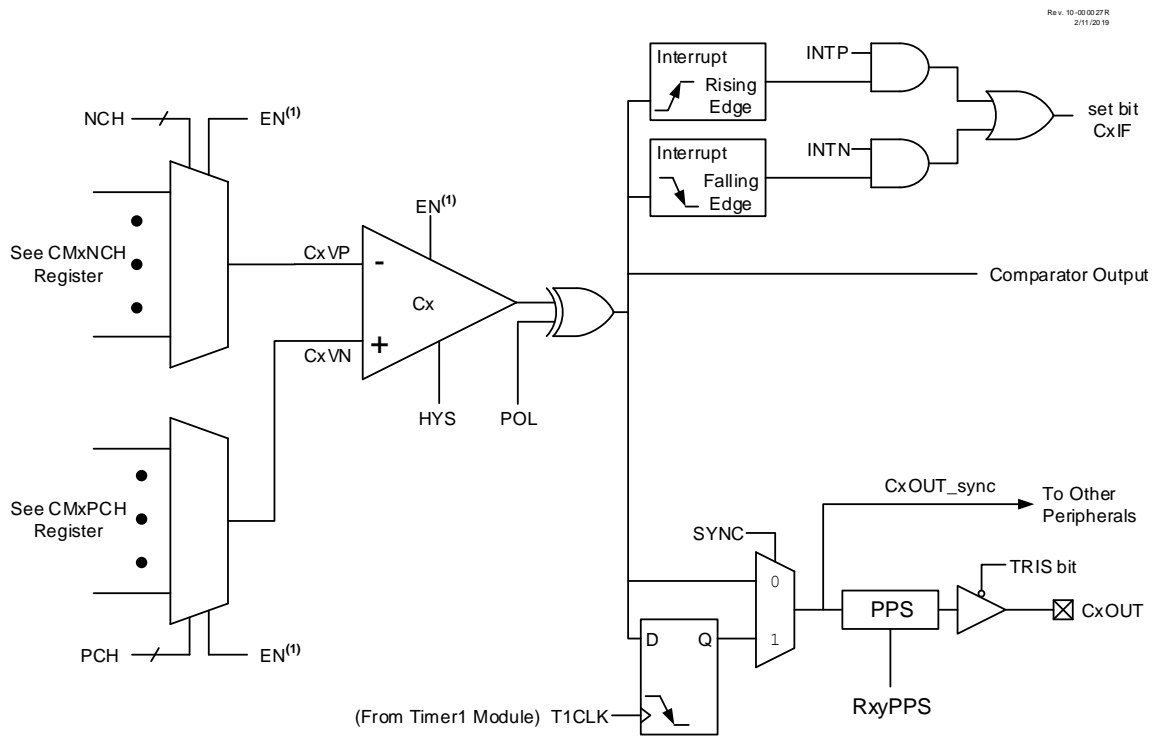 Rev. 10-000027R
2/11/2019
Interrupt
Rising
Edge
INTP
set bit
CxIF
Interrupt
Falling
Edge
INTN
NCH
EN(1)
See CMxNCH
Register
CxVP
EN(1)
-
Cx
+
CxVN
HYS
POL
Comparator Output
See CMxPCH
Register
PCH
EN(1)
CxOUT_sync
To Other
Peripherals
SYNC
0
1
TRIS bit
PPS
CxOUT
RxyPPS
D
Q
(From Timer1 Module) T1CLK